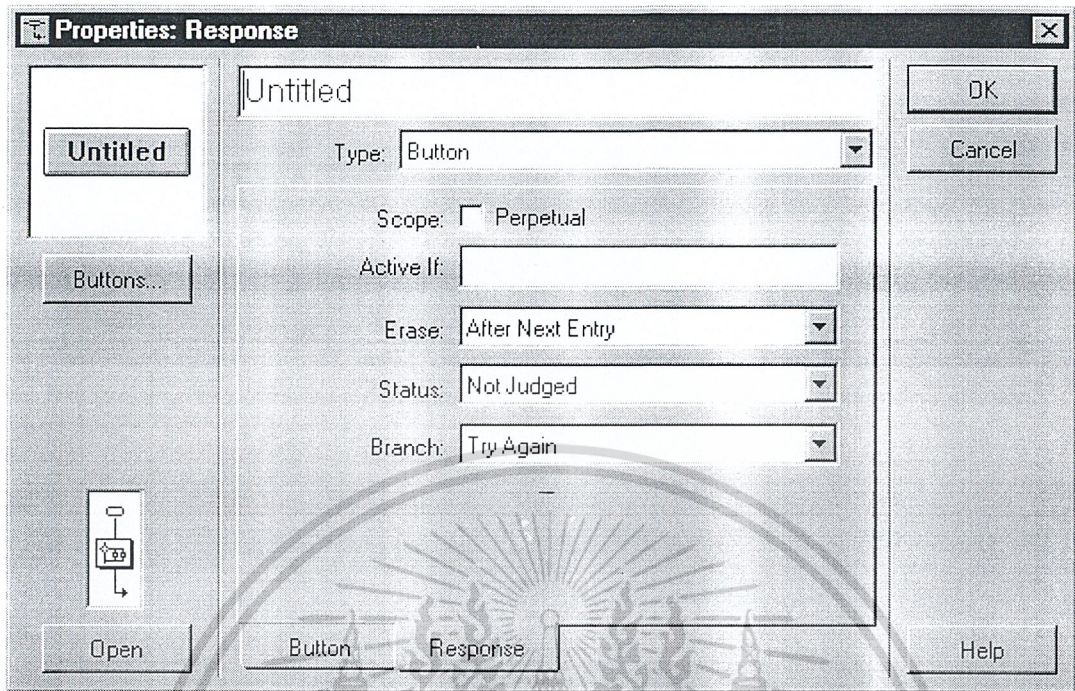 Properties: Response
Untitled
OK
Untitled
Type: Button
Cancel
Scope: Perpetual
Buttons...
Active If:
Erase: After Next Entry
Status: Not Judged
Branch: Try Again
Open
Button
Response
Help